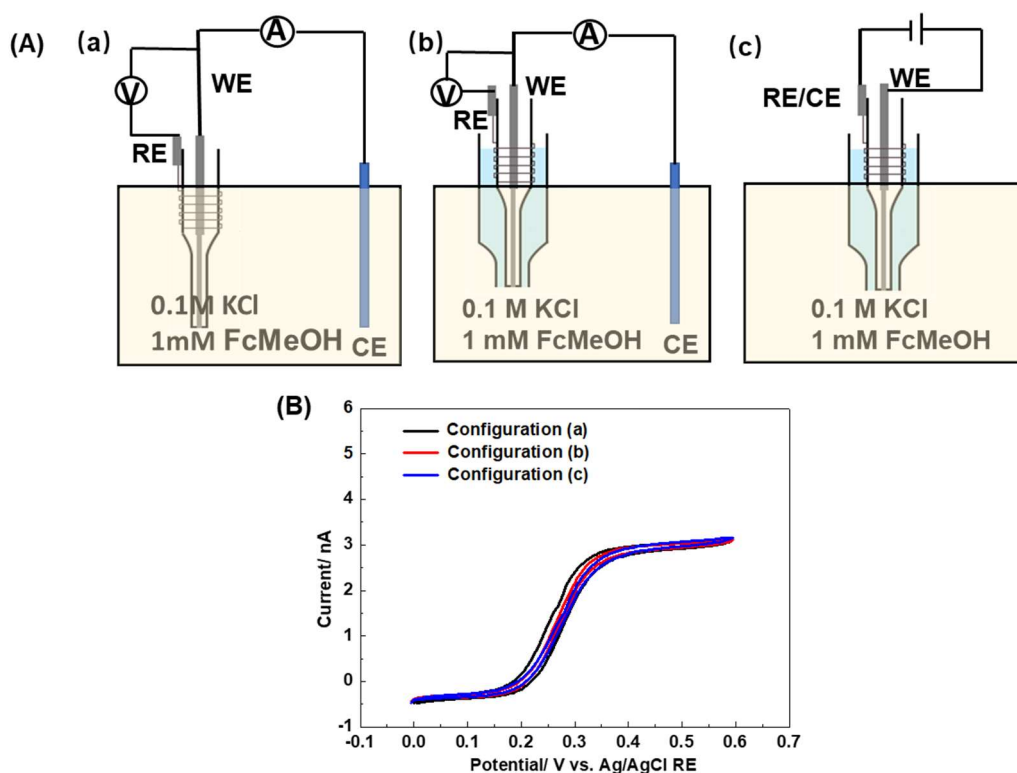 (A)
(a)
A
V
WE
RE
0.1M KCl
1mM FcMeOH
CE
(b)
A
V
WE
RE
0.1 M KCl
1 mM FcMeOH
CE
(c)
WE
RE/CE
0.1 M KCl
1 mM FcMeOH
(B)
Configuration (a)
Configuration (b)
Configuration (c)
6
5
4
3
2
1
0
-1
Current/ nA
-0.1 0.0 0.1 0.2 0.3 0.4 0.5 0.6 0.7
Potential/ V vs. Ag/AgCl RE